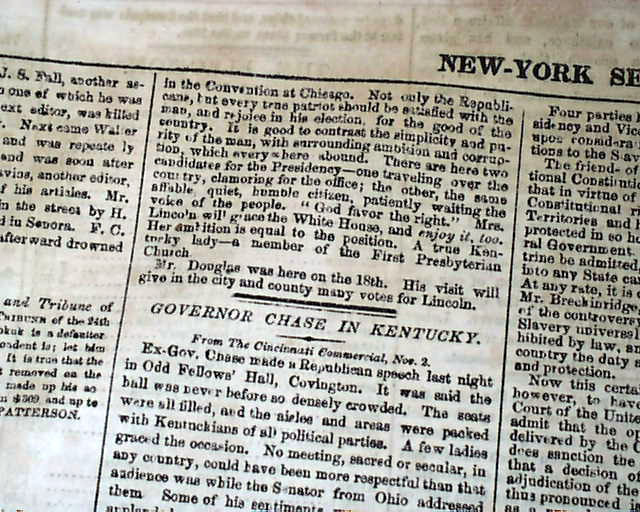 NEW-YORK SE
J. S. Fall, another as-
n one of which he was
ext editor, was killed
Next came Walter
and was repeate ly
and was soon after
avins, another editor,
f his articles. Mr.
in the street by H.
d in Senora. F. C.
afterward drowned
and Tribune of
TRIBUNE of the 24th
okuk is a defaulter
ondent is; let him
It is true that the
t removed on the
made up his ac
n $309 and up to
PATTERSON.
in the Convention at Chicago. Not only the Republi-
cans, but every true patriot should be satisfied with the
man, and rejoice in his election, for the good of the
country. It is good to contrast the simplicity and pu-
rity of the man, with surrounding ambition and corrup-
tion, which everywhere abound. There are here two
candidates for the Presidency—one traveling over the
country, clamoring for the office; the other, the same
affable, quiet, humble citizen, patiently waiting the
voice of the people. "God favor the right." Mrs.
Lincoln will grace the White House, and enjoy it, too.
Her ambition is equal to the position. A true Ken-
tucky lady—a member of the First Presbyterian
Church.
Mr. Douglas was here on the 18th. His visit will
give in the city and county many votes for Lincoln.
GOVERNOR CHASE IN KENTUCKY.
From The Cincinnati Commercial, Nov. 2.
Ex-Gov. Chase made a Republican speech last night
in Odd Fellows' Hall, Covington. It was said the
hall was never before so densely crowded. The seats
were all filled, and the aisles and areas were packed
with Kentuckians of all political parties. A few ladies
graced the occasion. No meeting, sacred or secular, in
any country, could have been more respectful than that
audience was while the Senator from Ohio addressed
them Some of his sentiments
Four parties h
sidency and Vic
upon considera
tions to the Sla
The friend- of
tional Constitut
that in virtue of
Constitutional
Territories and
protected in so
ral Government.
trine be admitted,
into any State ca
At any rate, it is
Mr. Breckinridge,
of the controvers
Slavery universal
hibited by law, an
country the duty
and protection.
Now this certa
however, to have
Court of the Unite
admit that the
delivered by the C
does sanction the
that a decision of
adjudication of the
thus pronounced i